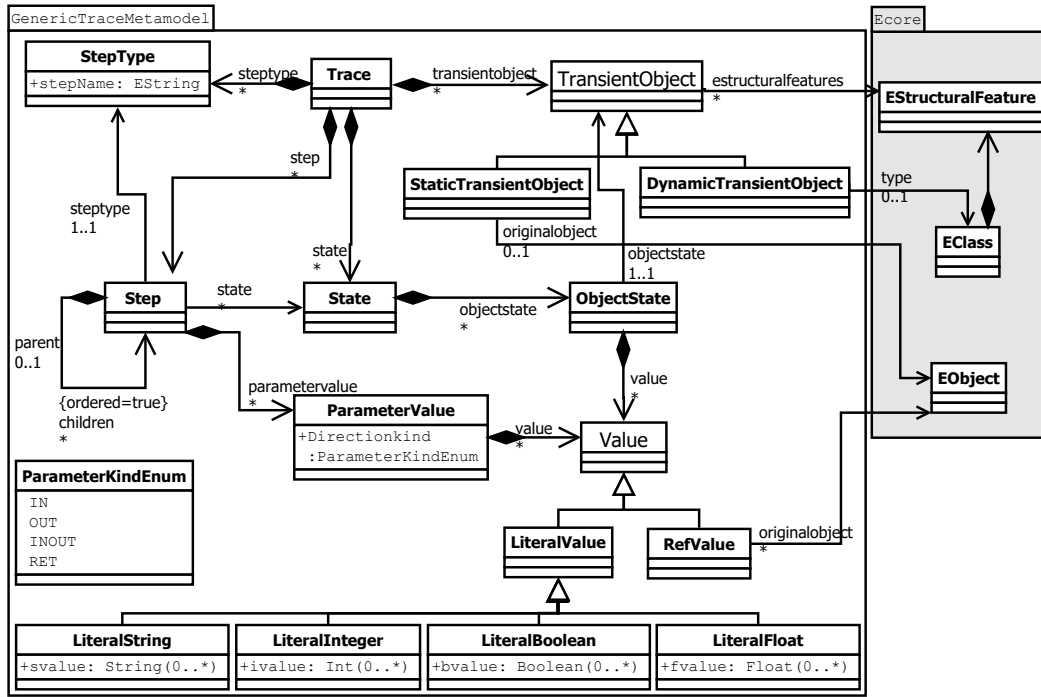 GenericTraceMetamodel
Ecore
StepType
+stepName: EString
steptype
*
Trace
transientobject
*
TransientObject
estructuralfeatures
*
EStructuralFeature
step
*
StaticTransientObject
DynamicTransientObject
type
0..1
steptype
1..1
originalobject
0..1
EClass
state
*
objectstate
1..1
Step
state
*
State
objectstate
*
ObjectState
parent
0..1
{ordered=true}
children
*
parametervalue
*
ParameterValue
+Directionkind
:ParameterKindEnum
value
*
value
*
Value
EObject
ParameterKindEnum
IN
OUT
INOUT
RET
LiteralValue
RefValue
originalobject
*
LiteralString
+svalue: String(0..*)
LiteralInteger
+ivalue: Int(0..*)
LiteralBoolean
+bvalue: Boolean(0..*)
LiteralFloat
+fvalue: Float(0..*)